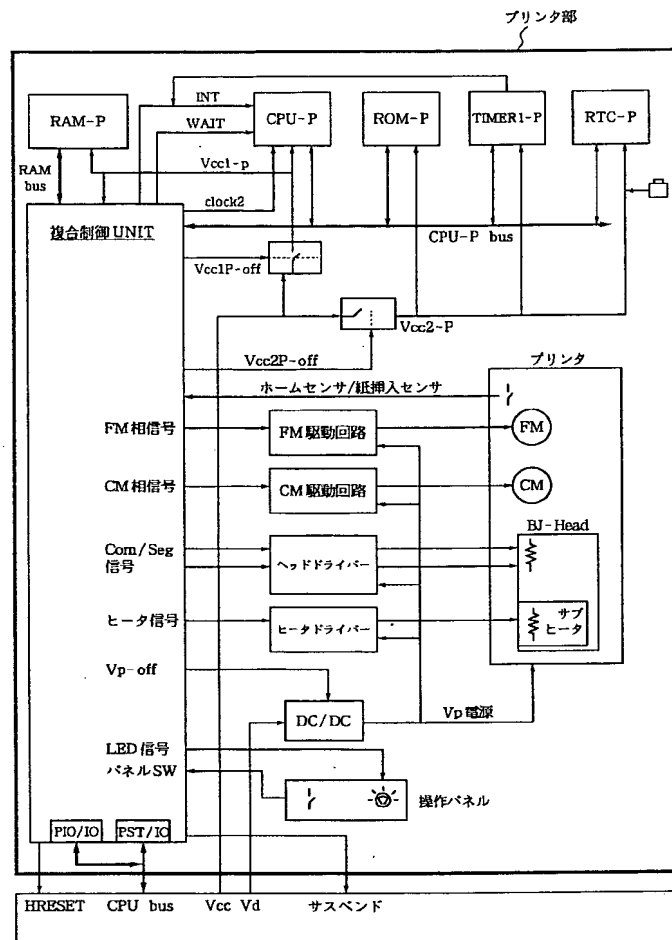 プリンタ部
INT
RAM-P
CPU-P
ROM-P
TIMER1-P
RTC-P
WAIT
RAM
bus
Vcc1-p
clock2
複合制御UNIT
CPU-P bus
Vcc1P-off
Vcc2-P
Vcc2P-off
プリンタ
ホームセンサ/紙挿入センサ
FM相信号
FM駆動回路
FM
CM相信号
CM駆動回路
CM
BJ-Head
Com/Seg
信号
ヘッドドライバー
ヒータ信号
ヒータドライバー
サブ
ヒータ
Vp-off
DC/DC
Vp電源
LED信号
パネルSW
操作パネル
PIO/IO
PST/IO
HRESET
CPU bus
Vcc
Vd
サスペンド